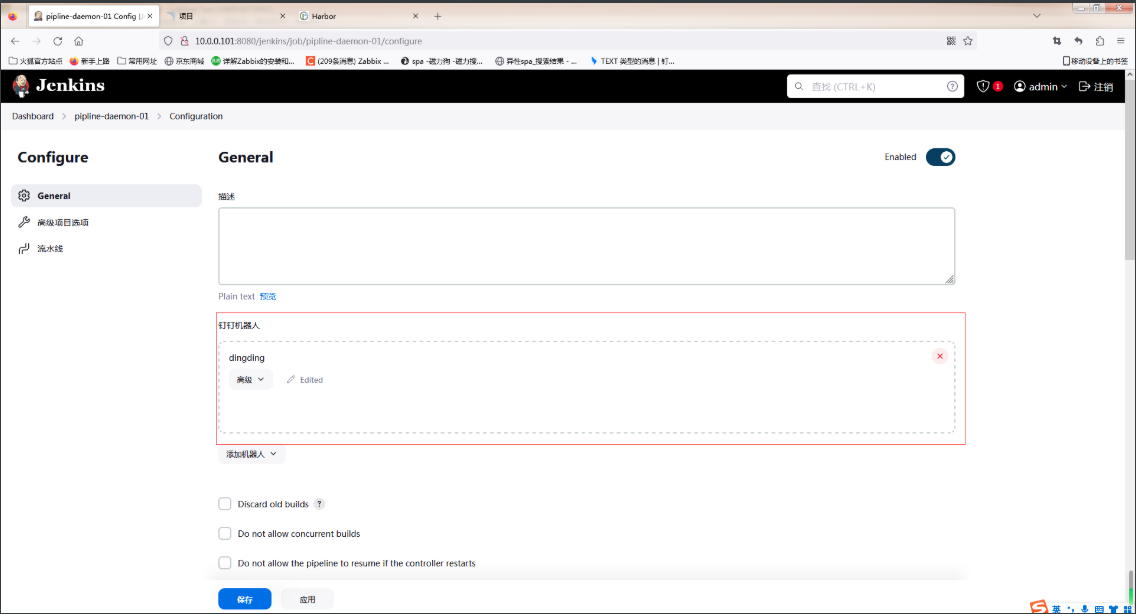 pipline-daemon-01 Config [J
项目
Harbor
10.0.0.101:8080/jenkins/job/pipline-daemon-01/configure
火狐官方站点 新手上路 常用网址 京东商城 详解Zabbix的安装和... (209条消息) Zabbix ... spa -磁力狗 -磁力搜... 异性spa_搜索结果 - ... TEXT 类型的消息 | 钉... 移动设备上的书签
Jenkins
查找 (CTRL+K)
1
admin
注销
Dashboard pipline-daemon-01 Configuration
Configure
General
高级项目选项
流水线
General
Enabled
描述
Plain text 预览
钉钉机器人
dingding
高级 Edited
添加机器人
Discard old builds ?
Do not allow concurrent builds
Do not allow the pipeline to resume if the controller restarts
保存 应用
英